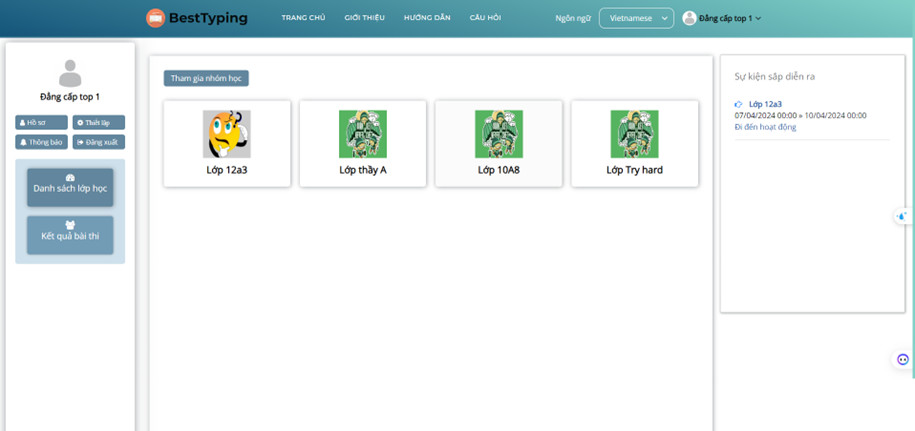 BestTyping
TRANG CHỦ
GIỚI THIỆU
HƯỚNG DẪN
CÂU HỎI
Ngôn ngữ
Vietnamese
Đẳng cấp top 1
Đẳng cấp top 1
Hồ sơ
Thiết lập
Thông báo
Đăng xuất
Danh sách lớp học
Kết quả bài thi
Tham gia nhóm học
Lớp 12a3
Lớp thầy A
Lớp 10A8
Lớp Try hard
Sự kiện sắp diễn ra
Lớp 12a3
07/04/2024 00:00 » 10/04/2024 00:00
Đi đến hoạt động